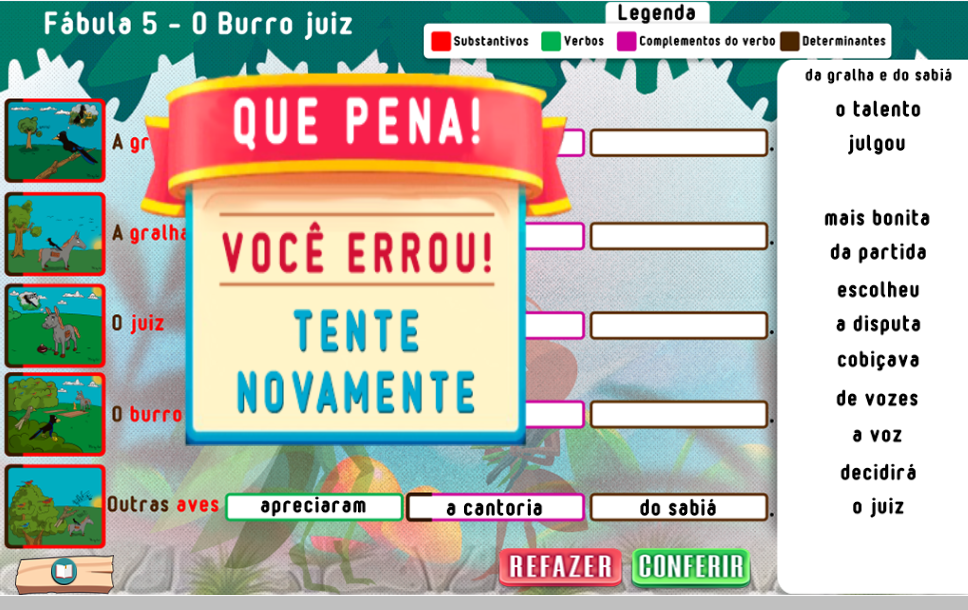 Fábula 5 - O Burro juiz
Legenda
Substantivos Verbos Complementos do verbo Determinantes
QUE PENA!
VOCÊ ERROU!
TENTE
NOVAMENTE
A gr
.
A gralha
.
O juiz
.
O burro
.
Outras aves apreciaram a cantoria do sabiá .
REFAZER CONFERIR
da gralha e do sabiá
o talento
julgou
mais bonita
da partida
escolheu
a disputa
cobiçava
de vozes
a voz
decidirá
o juiz